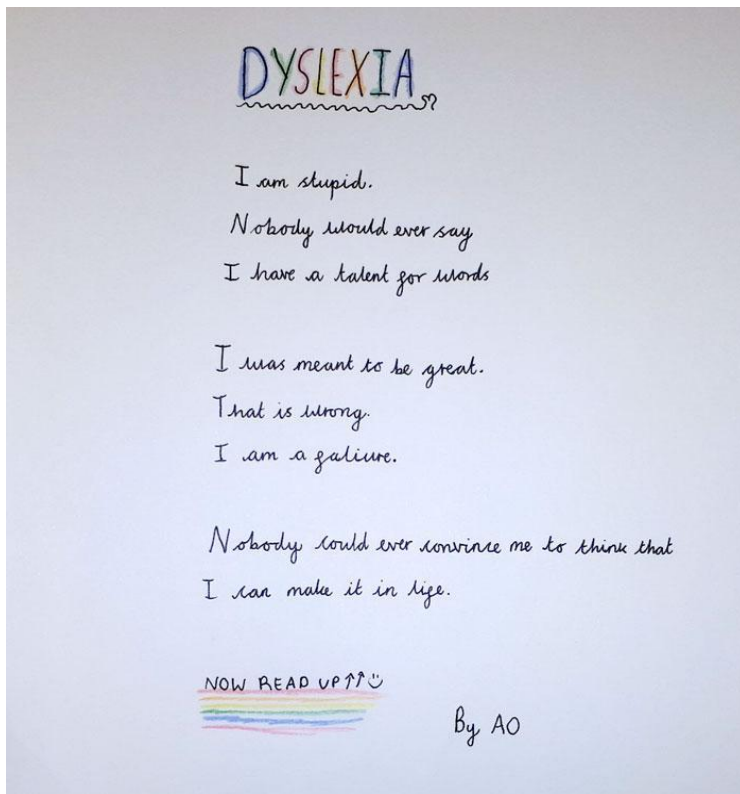 DYSLEXIA
I am stupid.
Nobody would ever say
I have a talent for words
I was meant to be great.
That is wrong.
I am a faliure.
Nobody could ever convince me to think that
I can make it in life.
NOW READ UP ↑↑
By AO